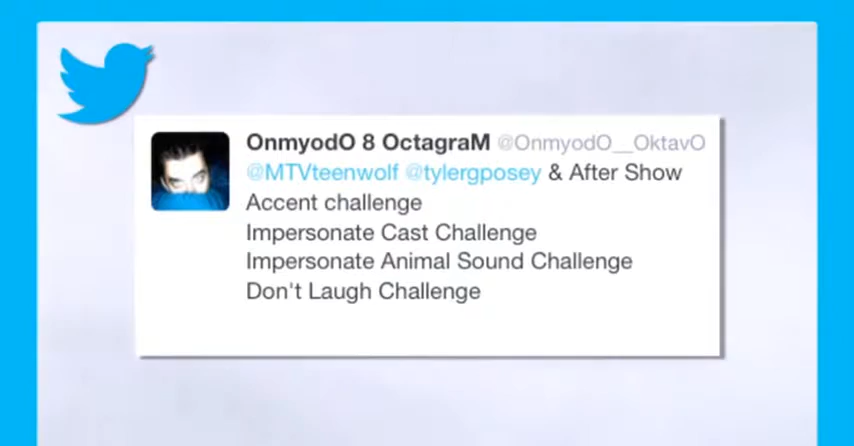 OnmyodO 8 OctagraM @OnmyodO__OktavO
@MTVteenwolf @tylergposey & After Show
Accent challenge
Impersonate Cast Challenge
Impersonate Animal Sound Challenge
Don't Laugh Challenge